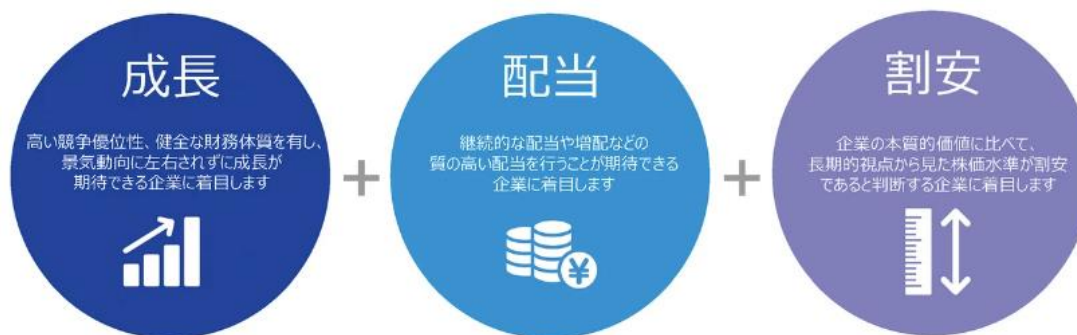 成長
高い競争優位性、健全な財務体質を有し、
景気動向に左右されずに成長が
期待できる企業に着目します
+
配当
継続的な配当や増配などの
質の高い配当を行うことが期待できる
企業に着目します
¥
+
割安
企業の本質的価値に比べて、
長期的視点から見た株価水準が割安
であると判断する企業に着目します